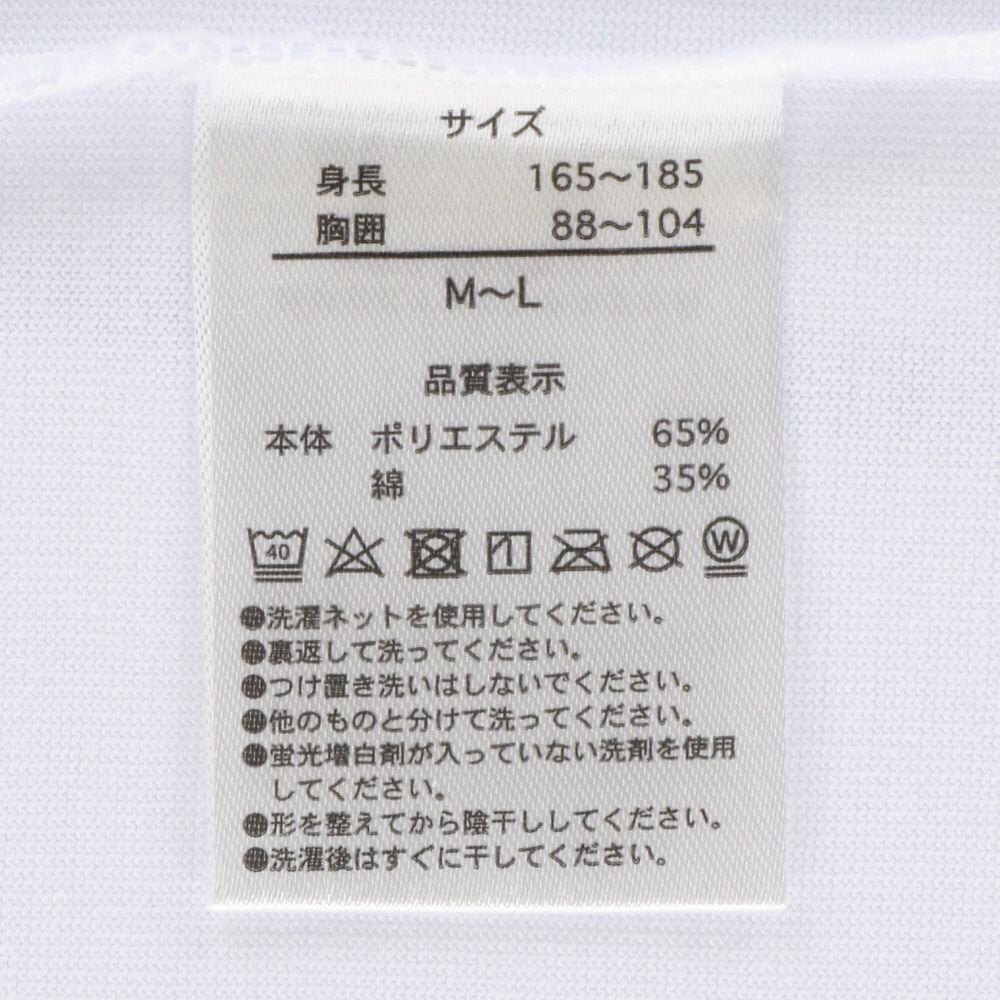 サイズ
身長 165～185
胸囲 88～104
M～L
品質表示
本体 ポリエステル 65%
綿 35%
40 W
●洗濯ネットを使用してください。
●裏返して洗ってください。
●つけ置き洗いはしないでください。
●他のものと分けて洗ってください。
●蛍光増白剤が入っていない洗剤を使用
してください。
●形を整えてから陰干ししてください。
●洗濯後はすぐに干してください。